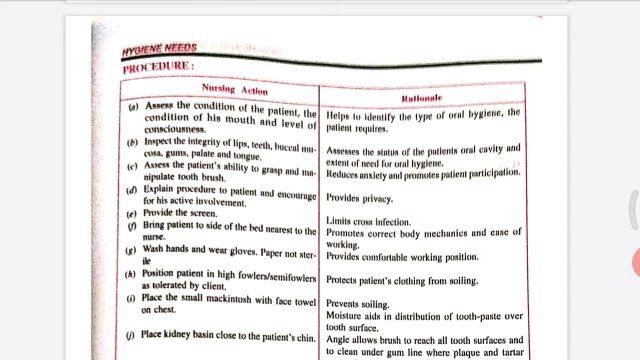 HYGIENE NEEDS
PROCEDURE :
Nursing Action
Rationale
(a) Assess the condition of the patient, the
condition of his mouth and level of
consciousness.
Helps to identify the type of oral hygiene, the
patient requires.
(b) Inspect the integrity of lips, teeth, buccal mu-
cosa, gums, palate and tongue.
Assesses the status of the patients oral cavity and
extent of need for oral hygiene.
(c) Assess the patient's ability to grasp and ma-
nipulate tooth brush.
Reduces anxiety and promotes patient participation.
(d) Explain procedure to patient and encourage
for his active involvement.
Provides privacy.
(e) Provide the screen.
Limits cross infection.
(f) Bring patient to side of the bed nearest to the
nurse.
Promotes correct body mechanics and ease of
working.
(g) Wash hands and wear gloves. Paper not ster-
ile
Provides comfortable working position.
(h) Position patient in high fowlers/semifowlers
as tolerated by client.
Protects patient's clothing from soiling.
(i) Place the small mackintosh with face towel
on chest.
Prevents soiling.
Moisture aids in distribution of tooth-paste over
tooth surface.
(j) Place kidney basin close to the patient's chin.
Angle allows brush to reach all tooth surfaces and
to clean under gum line where plaque and tartar